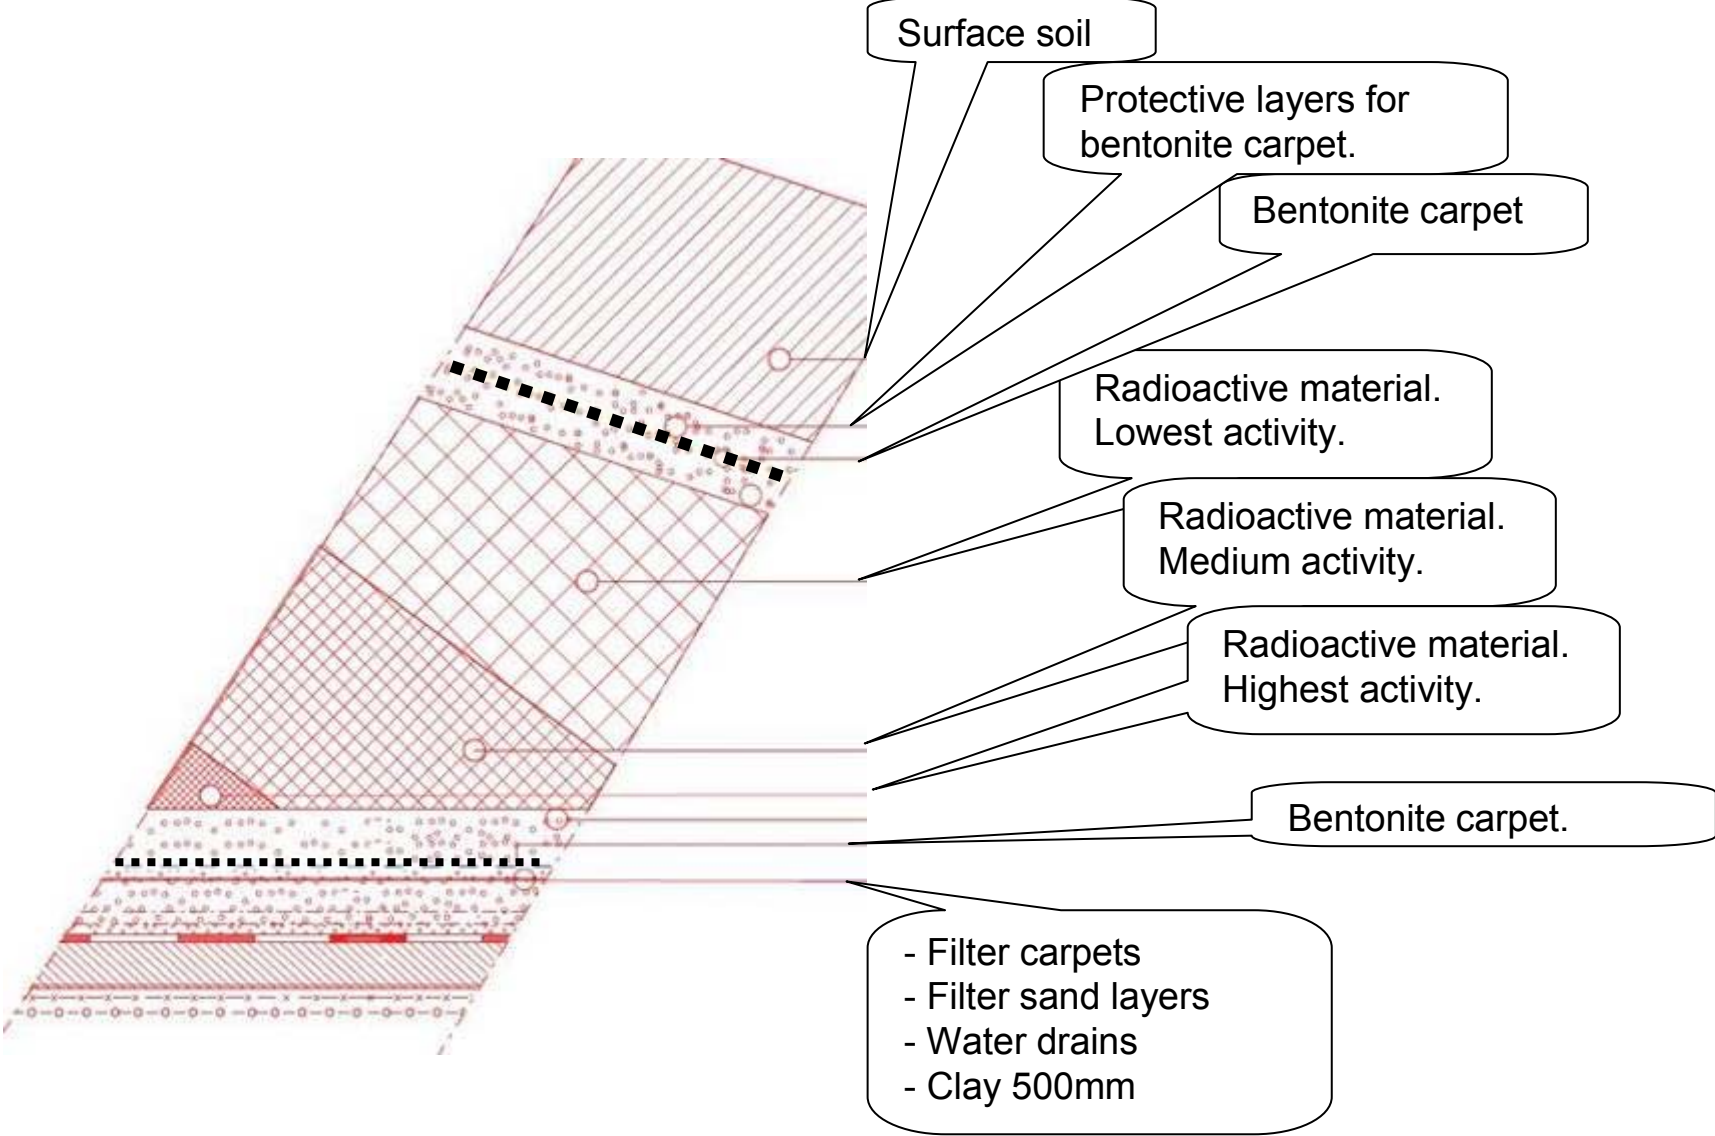 Surface soil
Protective layers for
bentonite carpet.
Bentonite carpet
Radioactive material.
Lowest activity.
Radioactive material.
Medium activity.
Radioactive material.
Highest activity.
Bentonite carpet.
- Filter carpets
- Filter sand layers
- Water drains
- Clay 500mm